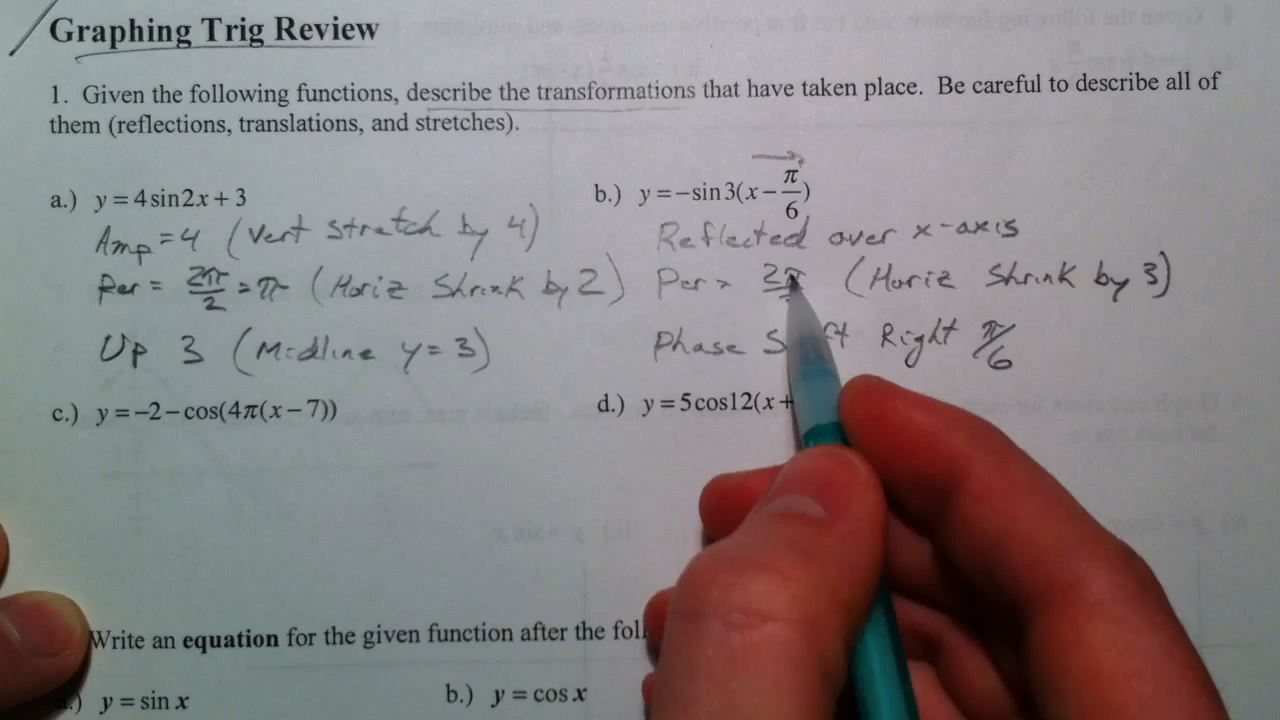 Graphing Trig Review
1. Given the following functions, describe the transformations that have taken place. Be careful to describe all of
them (reflections, translations, and stretches).
a.) y = 4sin2x + 3
Amp = 4 (Vert Stretch by 4)
Per = 2π/2 = π (Horiz Shrink by 2)
Up 3 (Midline y = 3)
b.) y = −sin3(x − π/6)
Reflected over x-axis
Per = 2π (Horiz Shrink by 3)
Phase Right π/6
c.) y = −2 − cos(4π(x − 7))
d.) y = 5cos12(x +
Write an equation for the given function after the
y = sin x
b.) y = cos x